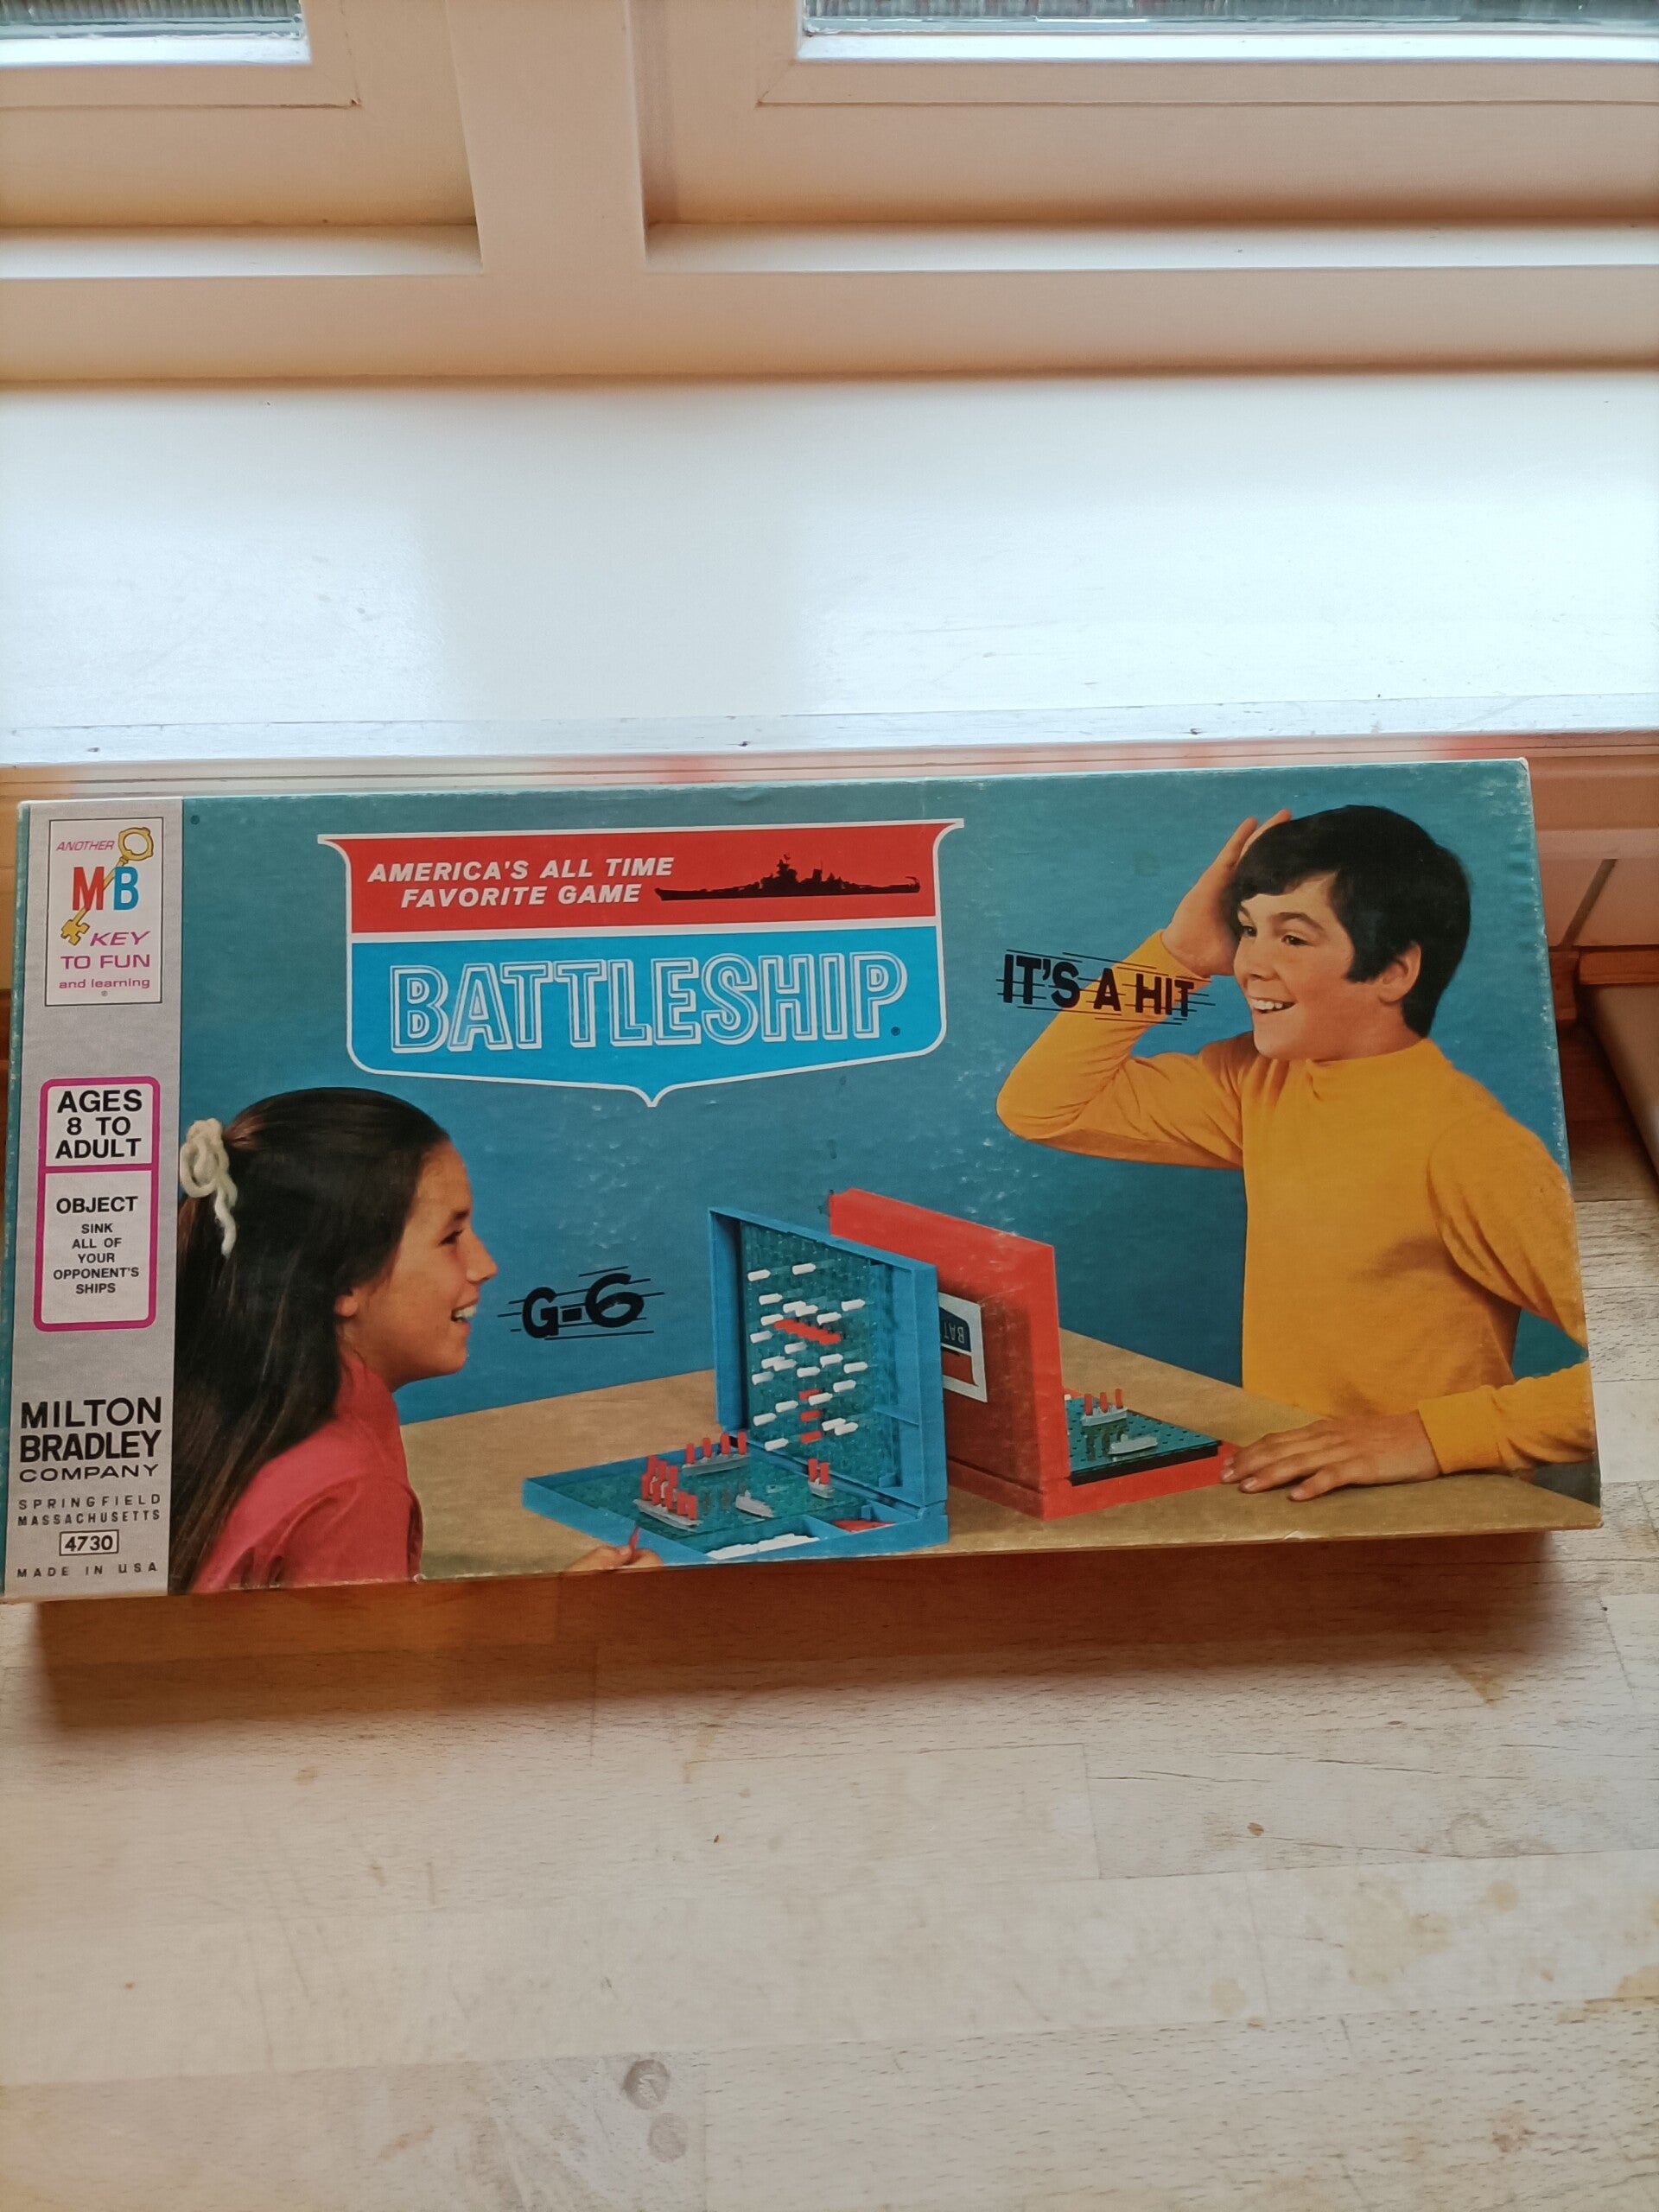 ANOTHER
MB
KEY
TO FUN
and learning
®
AGES
8 TO
ADULT
OBJECT
SINK
ALL OF
YOUR
OPPONENT'S
SHIPS
MILTON
BRADLEY
COMPANY
SPRINGFIELD
MASSACHUSETTS
4730
MADE IN USA
AMERICA'S ALL TIME
FAVORITE GAME
BATTLESHIP
IT'S A HIT
G-6
BAT